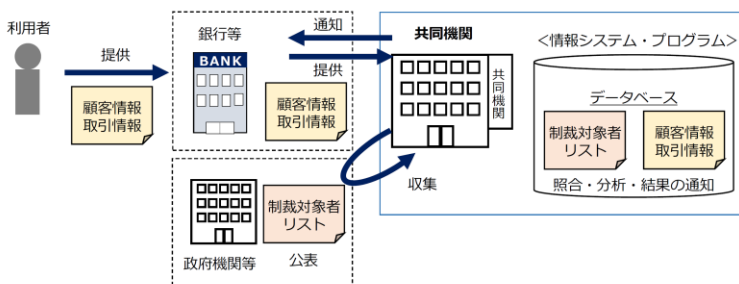 利用者
提供
顧客情報
取引情報
銀行等
BANK
顧客情報
取引情報
通知
提供
政府機関等
制裁対象者
リスト
公表
収集
共同機関
共同機関
＜情報システム・プログラム＞
データベース
制裁対象者
リスト
顧客情報
取引情報
照合・分析・結果の通知